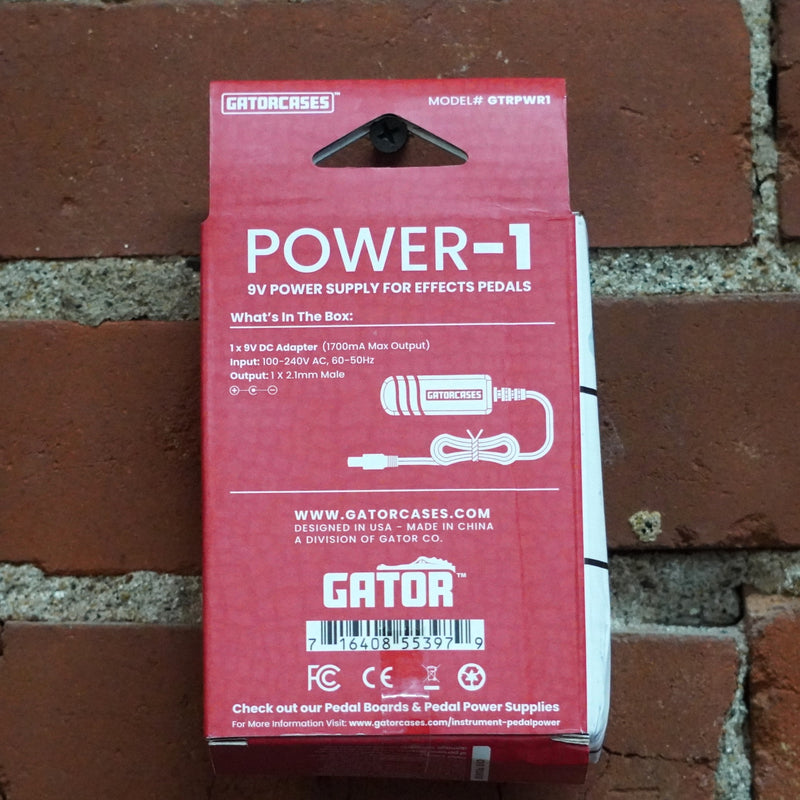 GATORCASES™
MODEL# GTRPWR1
POWER-1
9V POWER SUPPLY FOR EFFECTS PEDALS
What's In The Box:
1 x 9V DC Adapter (1700mA Max Output)
Input: 100-240V AC, 60-50Hz
Output: 1 X 2.1mm Male
GATORCASES
WWW.GATORCASES.COM
DESIGNED IN USA - MADE IN CHINA
A DIVISION OF GATOR CO.
GATOR™
7 16408 55397 9
FC CE
Check out our Pedal Boards & Pedal Power Supplies
For More Information Visit: www.gatorcases.com/instrument-pedalpower